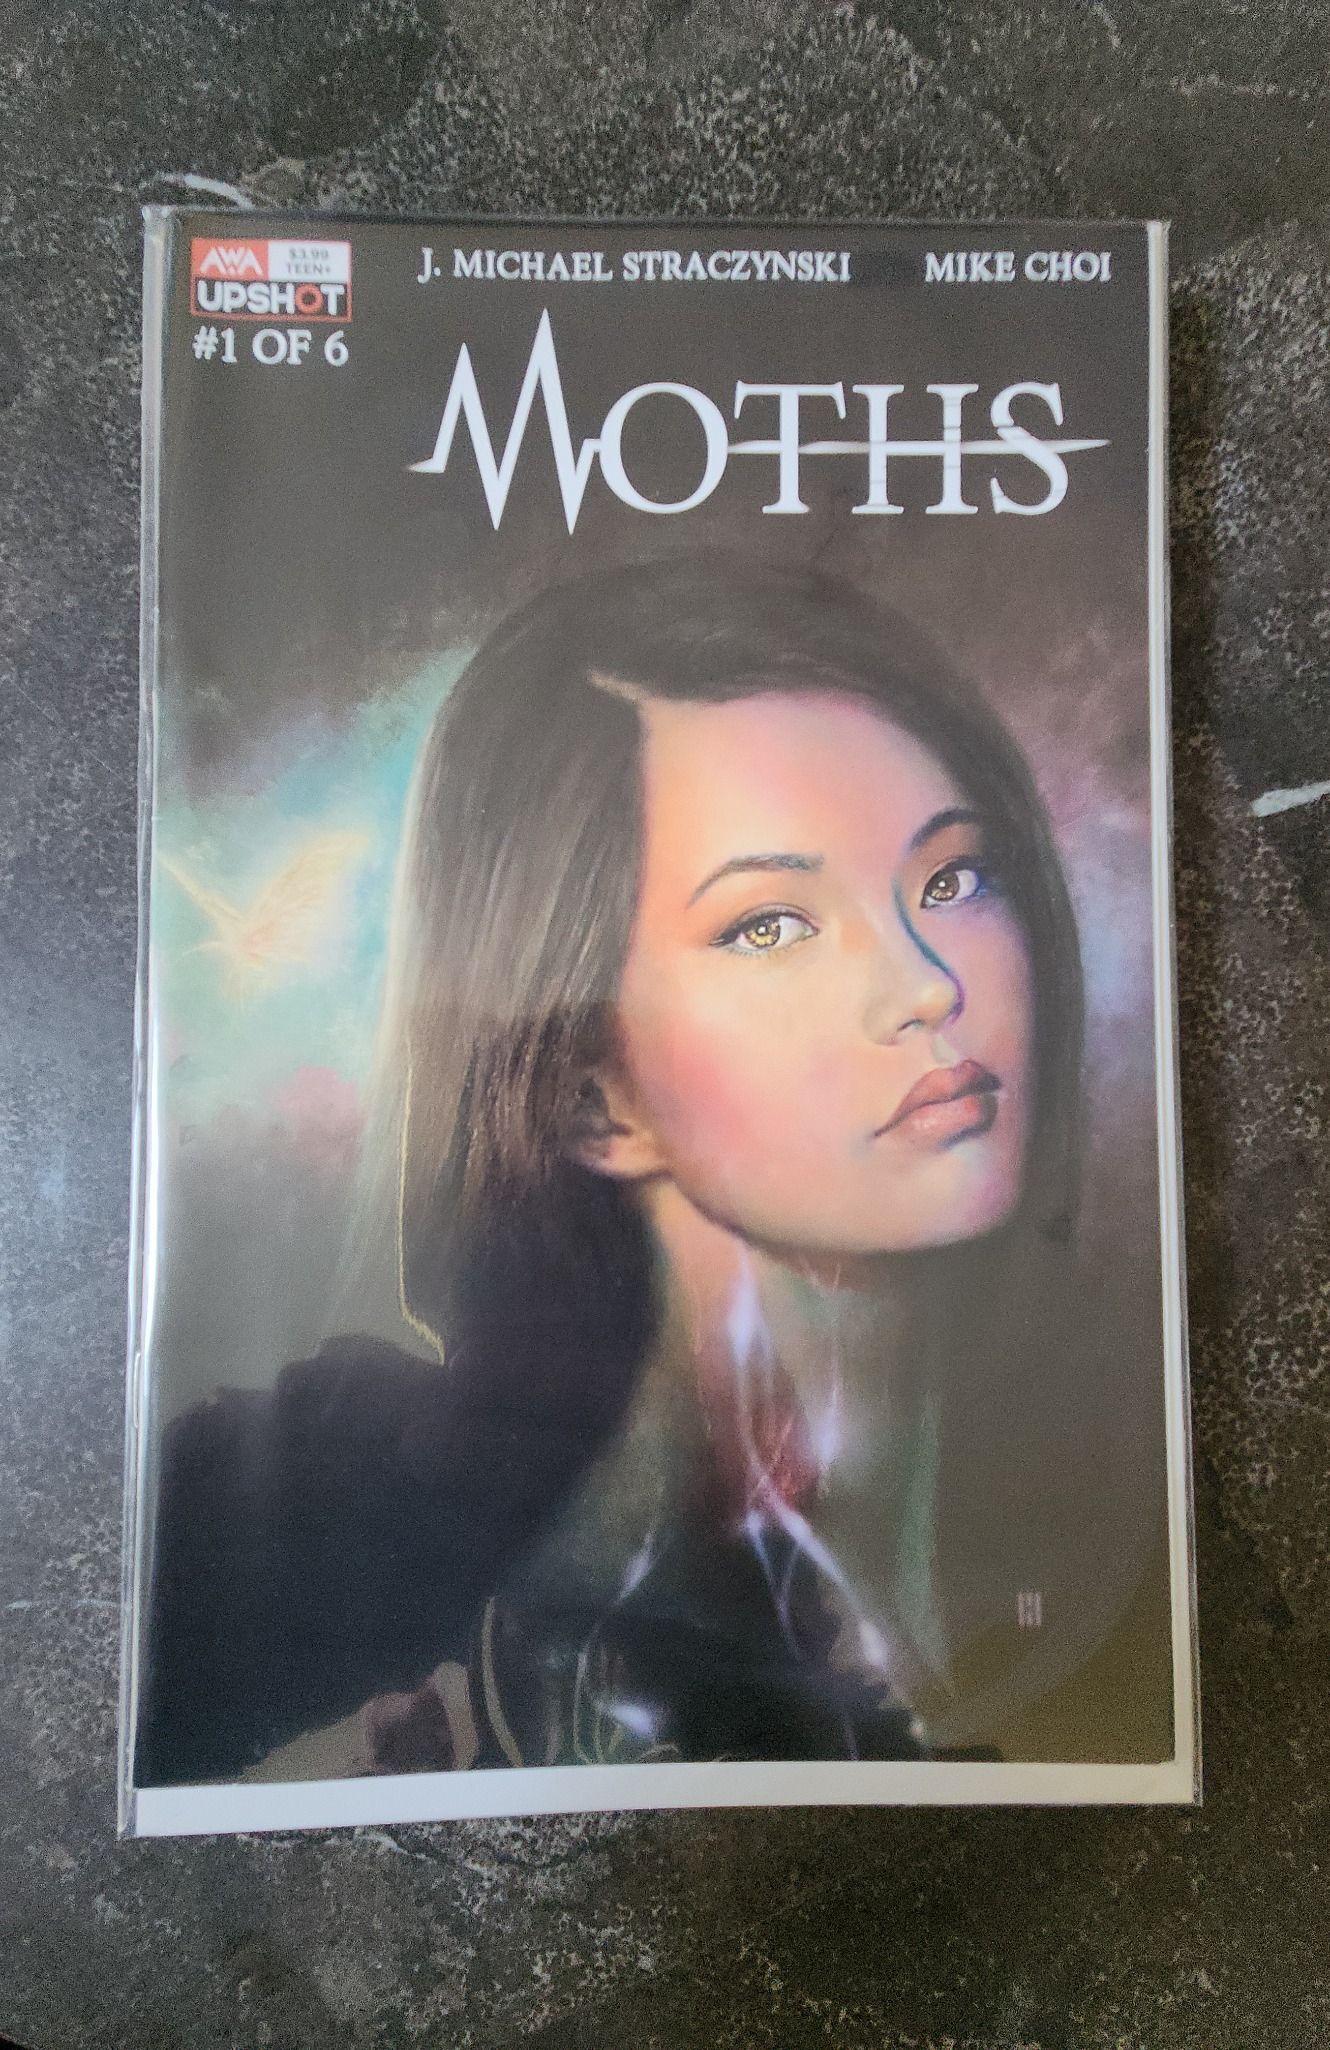 AWA
$3.99
TEEN+
UPSHOT
#1 OF 6
J. MICHAEL STRACZYNSKI MIKE CHOI
MOTHS